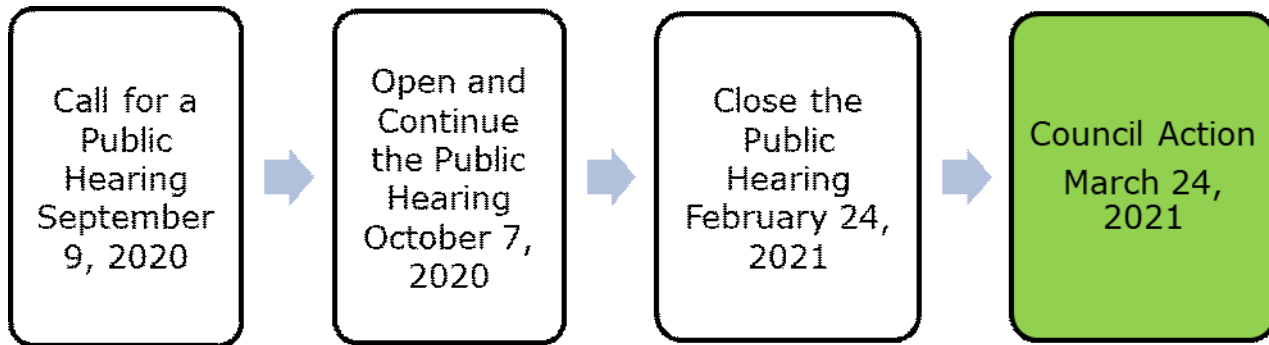 Call for a
Public
Hearing
September
9, 2020
Open and
Continue
the Public
Hearing
October 7,
2020
Close the
Public
Hearing
February 24,
2021
Council Action
March 24,
2021